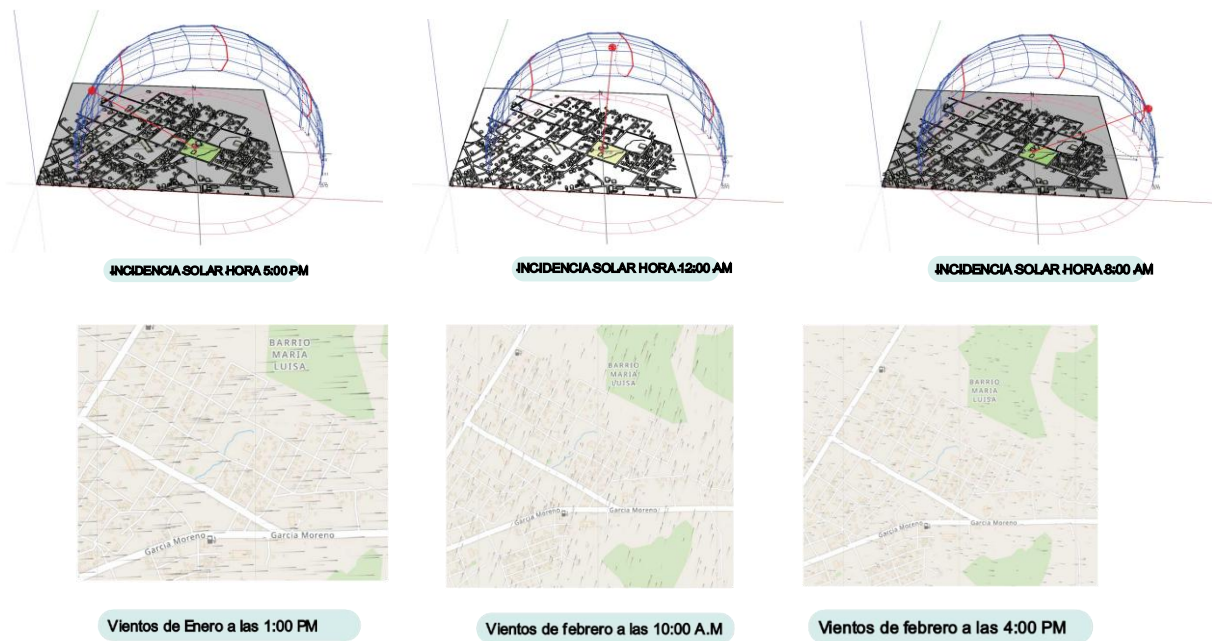 INCIDENCIA SOLAR HORA 5:00 PM
INCIDENCIA SOLAR HORA 12:00 AM
INCIDENCIA SOLAR HORA 8:00 AM
BARRIO
MARIA
LUISA
Garcia Moreno
Garcia Moreno
BARRIO
MARIA
LUISA
Garcia Moreno
Garcia Moreno
BARRIO
MARIA
LUISA
Garcia Moreno
Garcia Moreno
Vientos de Enero a las 1:00 PM
Vientos de febrero a las 10:00 A.M
Vientos de febrero a las 4:00 PM